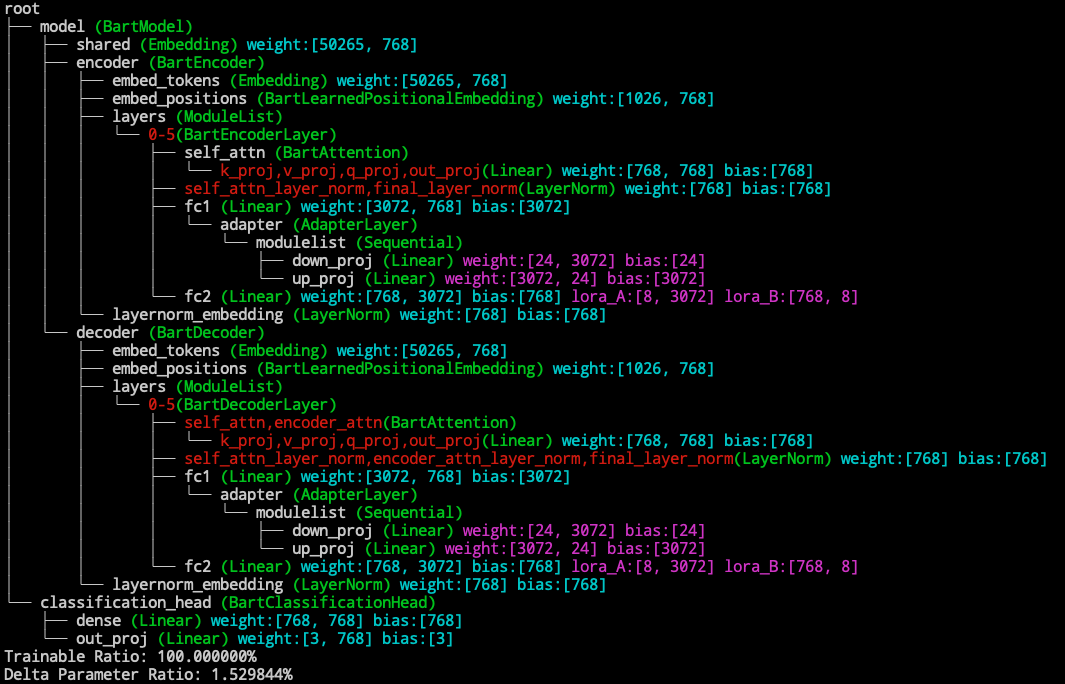 root
├── model (BartModel)
│   ├── shared (Embedding) weight:[50265, 768]
│   ├── encoder (BartEncoder)
│   │   ├── embed_tokens (Embedding) weight:[50265, 768]
│   │   ├── embed_positions (BartLearnedPositionalEmbedding) weight:[1026, 768]
│   │   ├── layers (ModuleList)
│   │   │   └── 0-5(BartEncoderLayer)
│   │   │       ├── self_attn (BartAttention)
│   │   │       │   └── k_proj,v_proj,q_proj,out_proj(Linear) weight:[768, 768] bias:[768]
│   │   │       ├── self_attn_layer_norm,final_layer_norm(LayerNorm) weight:[768] bias:[768]
│   │   │       ├── fc1 (Linear) weight:[3072, 768] bias:[3072]
│   │   │       │   └── adapter (AdapterLayer)
│   │   │       │       └── modulelist (Sequential)
│   │   │       │           ├── down_proj (Linear) weight:[24, 3072] bias:[24]
│   │   │       │           └── up_proj (Linear) weight:[3072, 24] bias:[3072]
│   │   │       └── fc2 (Linear) weight:[768, 3072] bias:[768] lora_A:[8, 3072] lora_B:[768, 8]
│   │   └── layernorm_embedding (LayerNorm) weight:[768] bias:[768]
│   └── decoder (BartDecoder)
│       ├── embed_tokens (Embedding) weight:[50265, 768]
│       ├── embed_positions (BartLearnedPositionalEmbedding) weight:[1026, 768]
│       ├── layers (ModuleList)
│       │   └── 0-5(BartDecoderLayer)
│       │       ├── self_attn,encoder_attn(BartAttention)
│       │       │   └── k_proj,v_proj,q_proj,out_proj(Linear) weight:[768, 768] bias:[768]
│       │       ├── self_attn_layer_norm,encoder_attn_layer_norm,final_layer_norm(LayerNorm) weight:[768] bias:[768]
│       │       ├── fc1 (Linear) weight:[3072, 768] bias:[3072]
│       │       │   └── adapter (AdapterLayer)
│       │       │       └── modulelist (Sequential)
│       │       │           ├── down_proj (Linear) weight:[24, 3072] bias:[24]
│       │       │           └── up_proj (Linear) weight:[3072, 24] bias:[3072]
│       │       └── fc2 (Linear) weight:[768, 3072] bias:[768] lora_A:[8, 3072] lora_B:[768, 8]
│       └── layernorm_embedding (LayerNorm) weight:[768] bias:[768]
└── classification_head (BartClassificationHead)
    ├── dense (Linear) weight:[768, 768] bias:[768]
    └── out_proj (Linear) weight:[3, 768] bias:[3]
Trainable Ratio: 100.000000%
Delta Parameter Ratio: 1.529844%